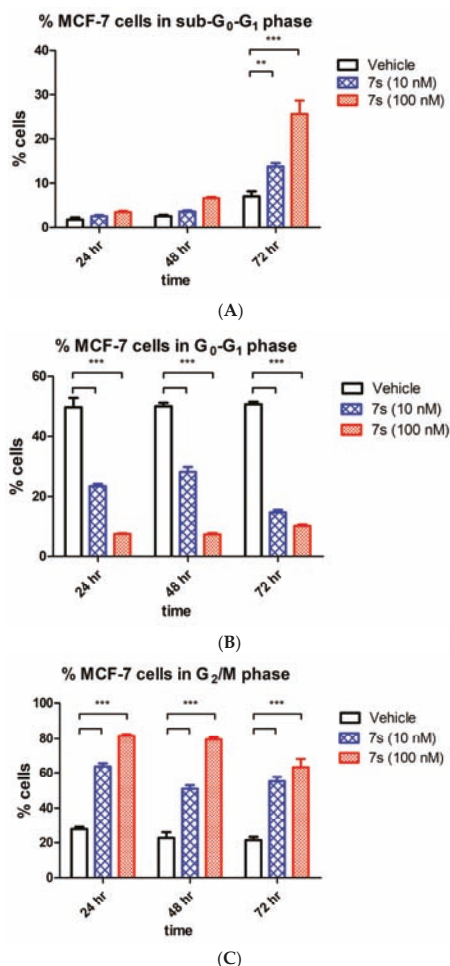 % MCF-7 cells in sub-G₀-G₁ phase
***
**
Vehicle
7s (10 nM)
7s (100 nM)
% cells
40
30
20
10
0
24 hr
48 hr
72 hr
time
(A)
% MCF-7 cells in G₀-G₁ phase
*** *** ***
Vehicle
7s (10 nM)
7s (100 nM)
% cells
60
40
20
0
24 hr
48 hr
72 hr
time
(B)
% MCF-7 cells in G₂/M phase
*** *** ***
Vehicle
7s (10 nM)
7s (100 nM)
% cells
100
80
60
40
20
0
24 hr
48 hr
72 hr
time
(C)